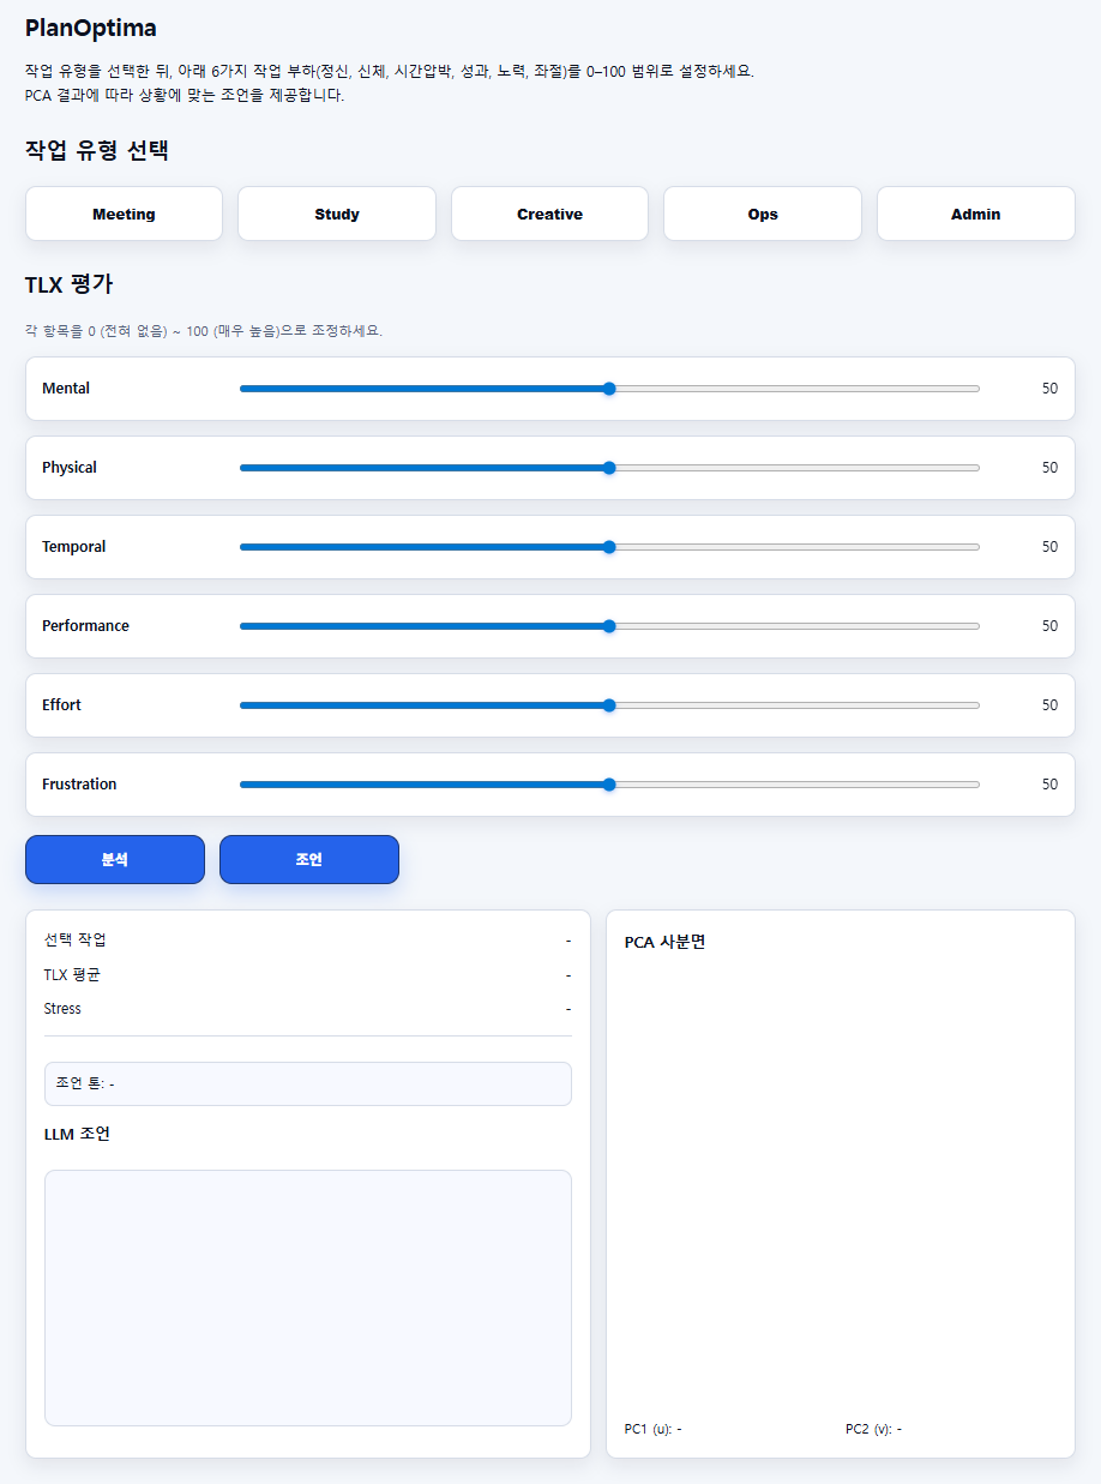 PlanOptima
작업 유형을 선택한 뒤, 아래 6가지 작업 부하(정신, 신체, 시간압박, 성과, 노력, 좌절)를 0–100 범위로 설정하세요.
PCA 결과에 따라 상황에 맞는 조언을 제공합니다.
작업 유형 선택
Meeting
Study
Creative
Ops
Admin
TLX 평가
각 항목을 0 (전혀 없음) ~ 100 (매우 높음)으로 조정하세요.
Mental 50
Physical 50
Temporal 50
Performance 50
Effort 50
Frustration 50
분석
조언
선택 작업 -
TLX 평균 -
Stress -
조언 톤: -
LLM 조언
PCA 사분면
PC1 (u): -
PC2 (v): -